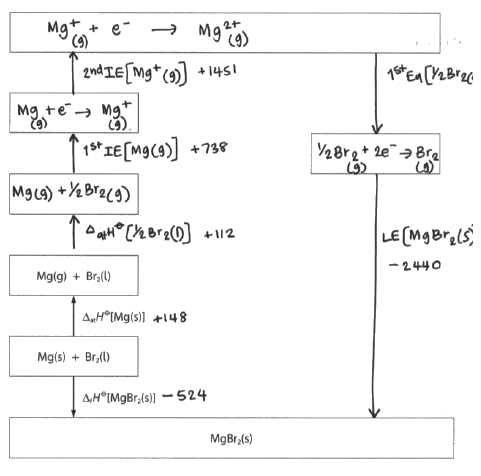 Mg⁺(g) + e⁻ → Mg²⁺(g)
2nd IE[Mg⁺(g)] +1451
1st Ea[½Br₂(
Mg(g) + e⁻ → Mg⁺(g)
½Br₂(g) + 2e⁻ → Br₂(g)
1st IE[Mg(g)] +738
Mg(g) + ½Br₂(g)
LE[MgBr₂(s)
-2440
ΔatH⦵[½Br₂(l)] +112
Mg(g) + Br₂(l)
ΔatH⦵[Mg(s)] +148
Mg(s) + Br₂(l)
ΔfH⦵[MgBr₂(s)] -524
MgBr₂(s)